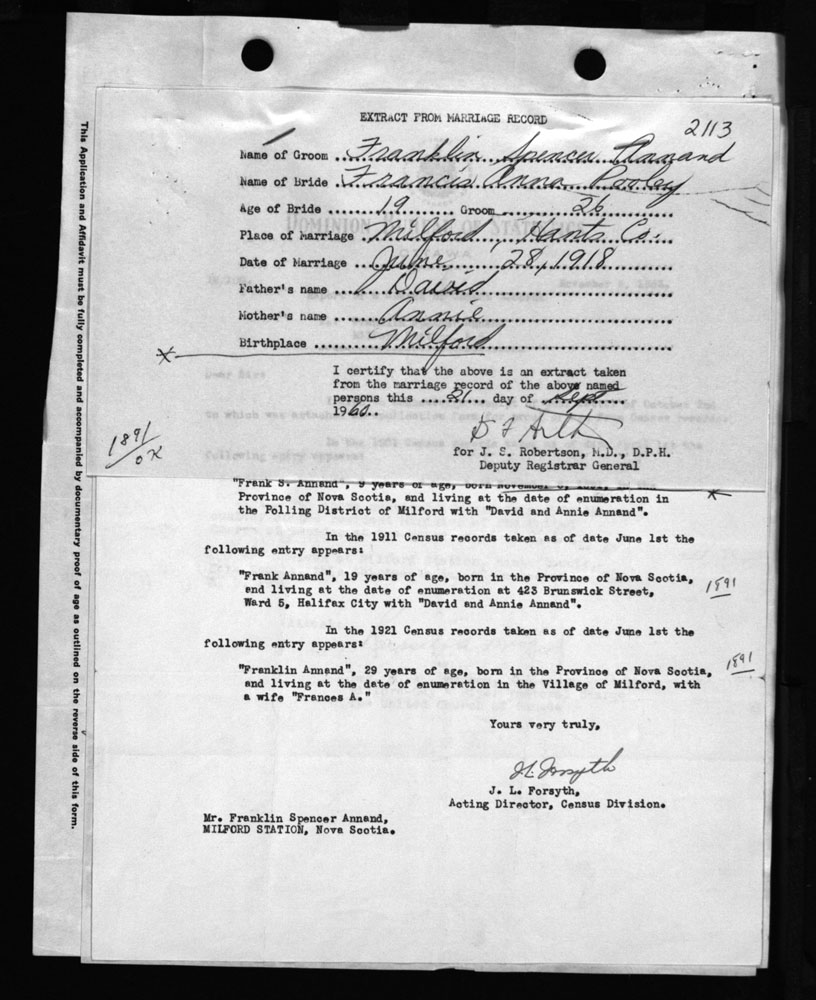 EXTRACT FROM MARRIAGE RECORD
2113
Name of Groom ... Franklin Spencer Annand
Name of Bride ... Francis Anna Pooley
Age of Bride ....... 19 ....... Groom ....... 26 .......
Place of Marriage Milford, Hants Co.
Date of Marriage ... June 28, 1918
Father's name .... David
Mother's name ...... Annie
Birthplace ......... Milford
I certify that the above is an extract taken
from the marriage record of the above named
persons this .... 21... day of .Sept....
1960..
for J. S. Robertson, M.D., D.P.H.
Deputy Registrar General
1891
OK
"Frank S. Annand", 9 years of age, born November
Province of Nova Scotia, and living at the date of enumeration in
the Polling District of Milford with "David and Annie Annand".
In the 1911 Census records taken as of date June 1st the
following entry appears:
"Frank Annand", 19 years of age, born in the Province of Nova Scotia,
and living at the date of enumeration at 423 Brunswick Street,
Ward 5, Halifax City with "David and Annie Annand".
1891
In the 1921 Census records taken as of date June 1st the
following entry appears:
"Franklin Annand", 29 years of age, born in the Province of Nova Scotia,
and living at the date of enumeration in the Village of Milford, with
a wife "Frances A."
1891
Yours very truly,
J. L. Forsyth
J. L. Forsyth,
Acting Director, Census Division.
Mr. Franklin Spencer Annand,
MILFORD STATION, Nova Scotia.
This Application and Affidavit must be fully completed and accompanied by documentary proof of age as outlined on the reverse side of this form.